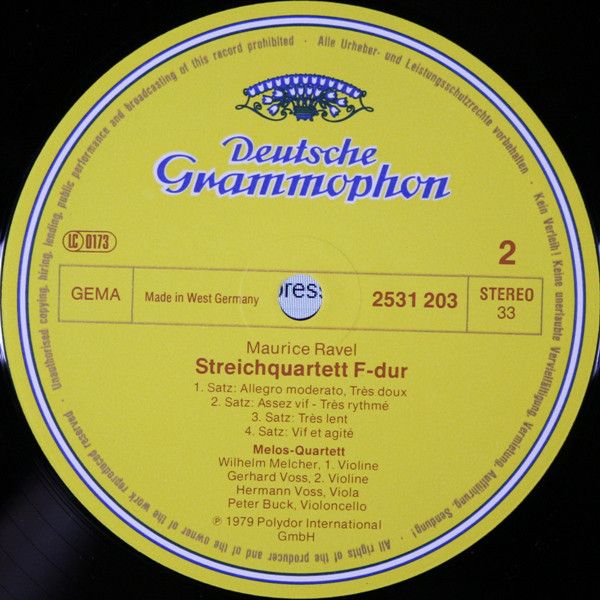 Unauthorised copying, hiring, lending, public performance and broadcasting of this record prohibited · Alle Urheber- und Leistungsschutzrechte vorbehalten · Kein Verleih! Keine unerlaubte Vervielfältigung, Vermietung, Aufführung, Sendung! · All rights of the producer and of the owner of the work reproduced reserved ·
Deutsche
Grammophon
LC 0173
2
GEMA
Made in West Germany
press
2531 203
STEREO
33
Maurice Ravel
Streichquartett F-dur
1. Satz: Allegro moderato, Très doux
2. Satz: Assez vif - Très rythmé
3. Satz: Très lent
4. Satz: Vif et agité
Melos-Quartett
Wilhelm Melcher, 1. Violine
Gerhard Voss, 2. Violine
Hermann Voss, Viola
Peter Buck, Violoncello
℗ 1979 Polydor International
GmbH